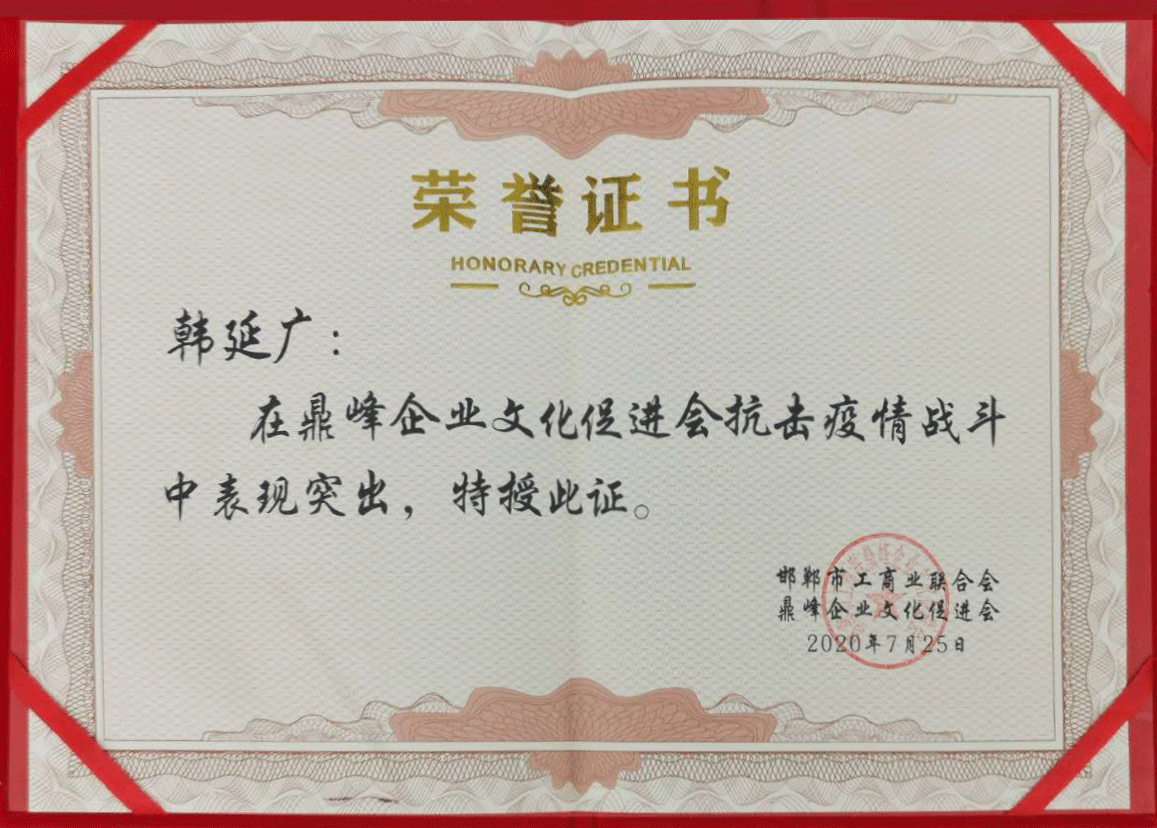 荣誉证书
HONORARY CREDENTIAL
韩延广：
在鼎峰企业文化促进会抗击疫情战斗
中表现突出，特授此证。
邯郸市工商业联合会
鼎峰企业文化促进会
2020年7月25日